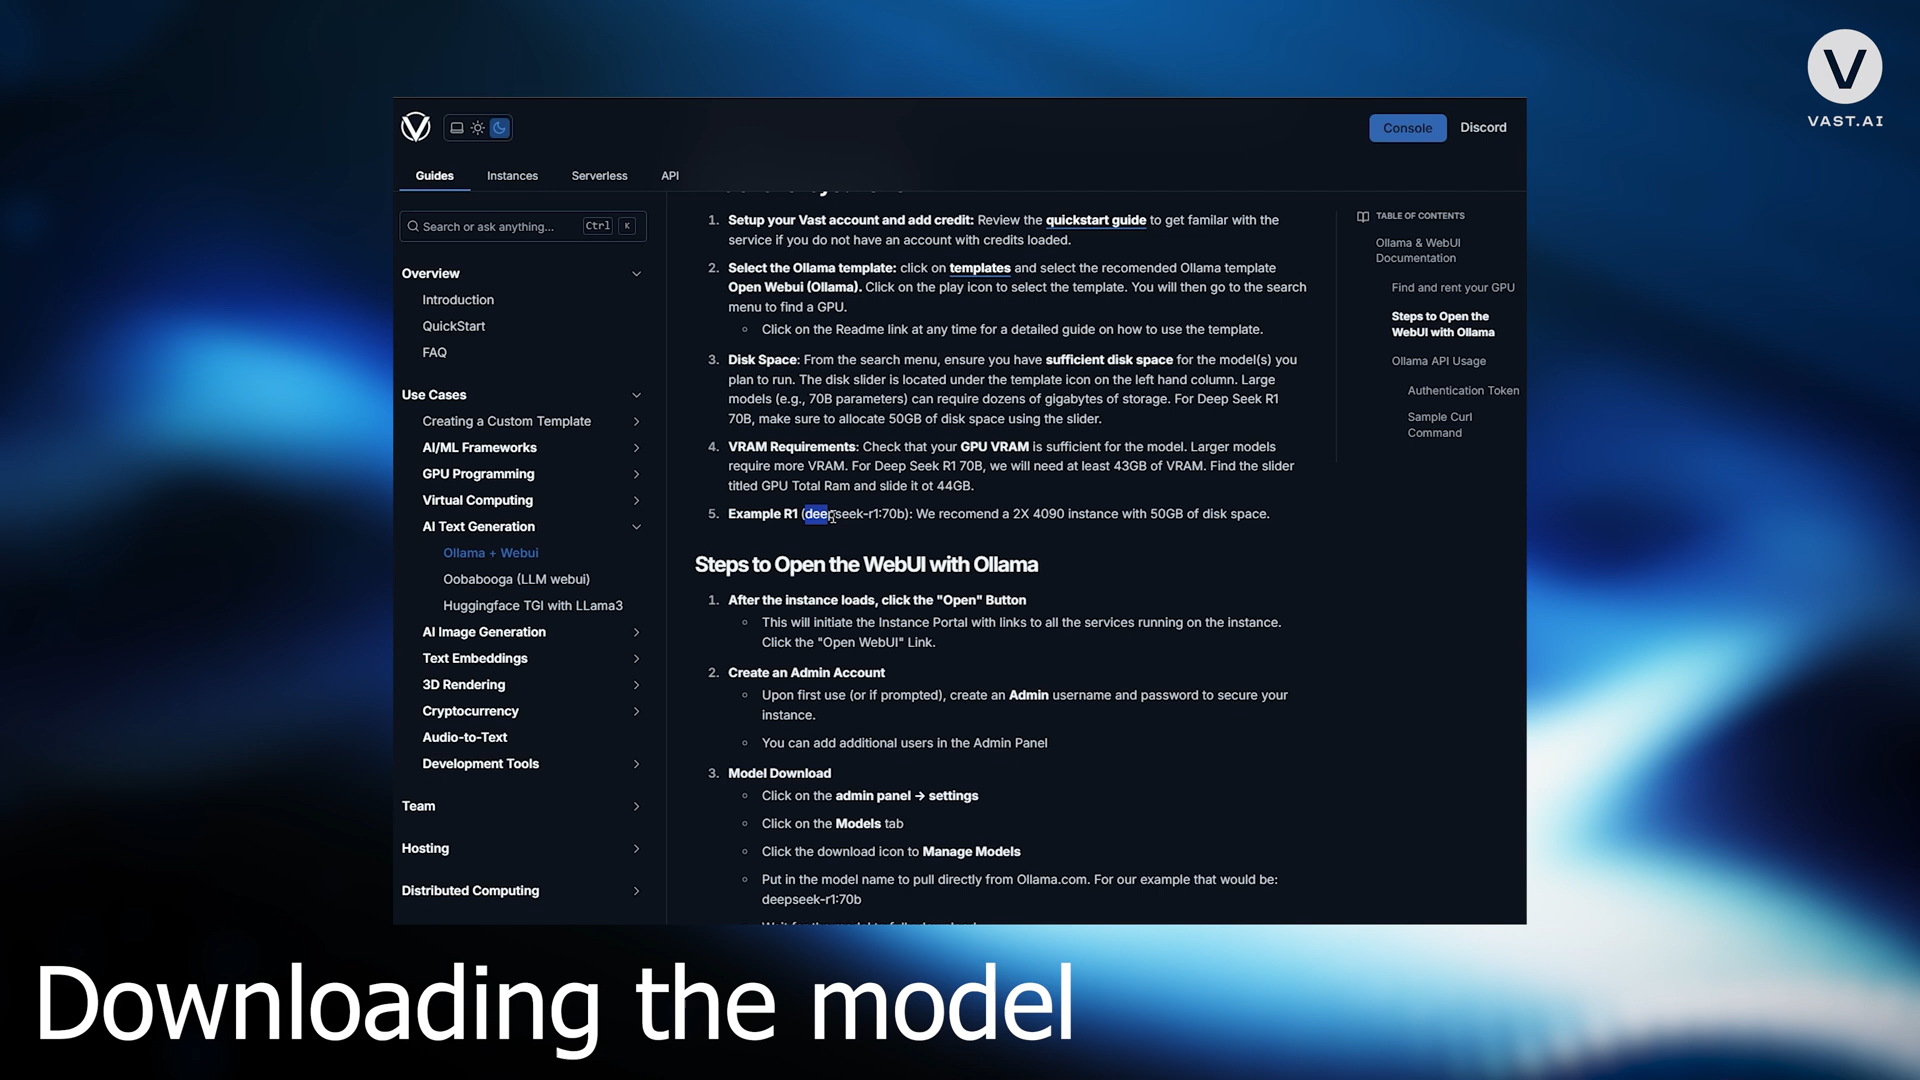 VAST.AI
Console
Discord
Guides
Instances
Serverless
API
Search or ask anything...
Ctrl
K
Overview
Introduction
QuickStart
FAQ
Use Cases
Creating a Custom Template
AI/ML Frameworks
GPU Programming
Virtual Computing
AI Text Generation
Ollama + Webui
Oobabooga (LLM webui)
Huggingface TGI with LLama3
AI Image Generation
Text Embeddings
3D Rendering
Cryptocurrency
Audio-to-Text
Development Tools
Team
Hosting
Distributed Computing
1. Setup your Vast account and add credit: Review the quickstart guide to get familar with the
service if you do not have an account with credits loaded.
2. Select the Ollama template: click on templates and select the recomended Ollama template
Open Webui (Ollama). Click on the play icon to select the template. You will then go to the search
menu to find a GPU.
Click on the Readme link at any time for a detailed guide on how to use the template.
3. Disk Space: From the search menu, ensure you have sufficient disk space for the model(s) you
plan to run. The disk slider is located under the template icon on the left hand column. Large
models (e.g., 70B parameters) can require dozens of gigabytes of storage. For Deep Seek R1
70B, make sure to allocate 50GB of disk space using the slider.
4. VRAM Requirements: Check that your GPU VRAM is sufficient for the model. Larger models
require more VRAM. For Deep Seek R1 70B, we will need at least 43GB of VRAM. Find the slider
titled GPU Total Ram and slide it ot 44GB.
5. Example R1 (deepseek-r1:70b): We recomend a 2X 4090 instance with 50GB of disk space.
Steps to Open the WebUI with Ollama
1. After the instance loads, click the "Open" Button
This will initiate the Instance Portal with links to all the services running on the instance.
Click the "Open WebUI" Link.
2. Create an Admin Account
Upon first use (or if prompted), create an Admin username and password to secure your
instance.
You can add additional users in the Admin Panel
3. Model Download
Click on the admin panel → settings
Click on the Models tab
Click the download icon to Manage Models
Put in the model name to pull directly from Ollama.com. For our example that would be:
deepseek-r1:70b
TABLE OF CONTENTS
Ollama & WebUI
Documentation
Find and rent your GPU
Steps to Open the
WebUI with Ollama
Ollama API Usage
Authentication Token
Sample Curl
Command
Downloading the model